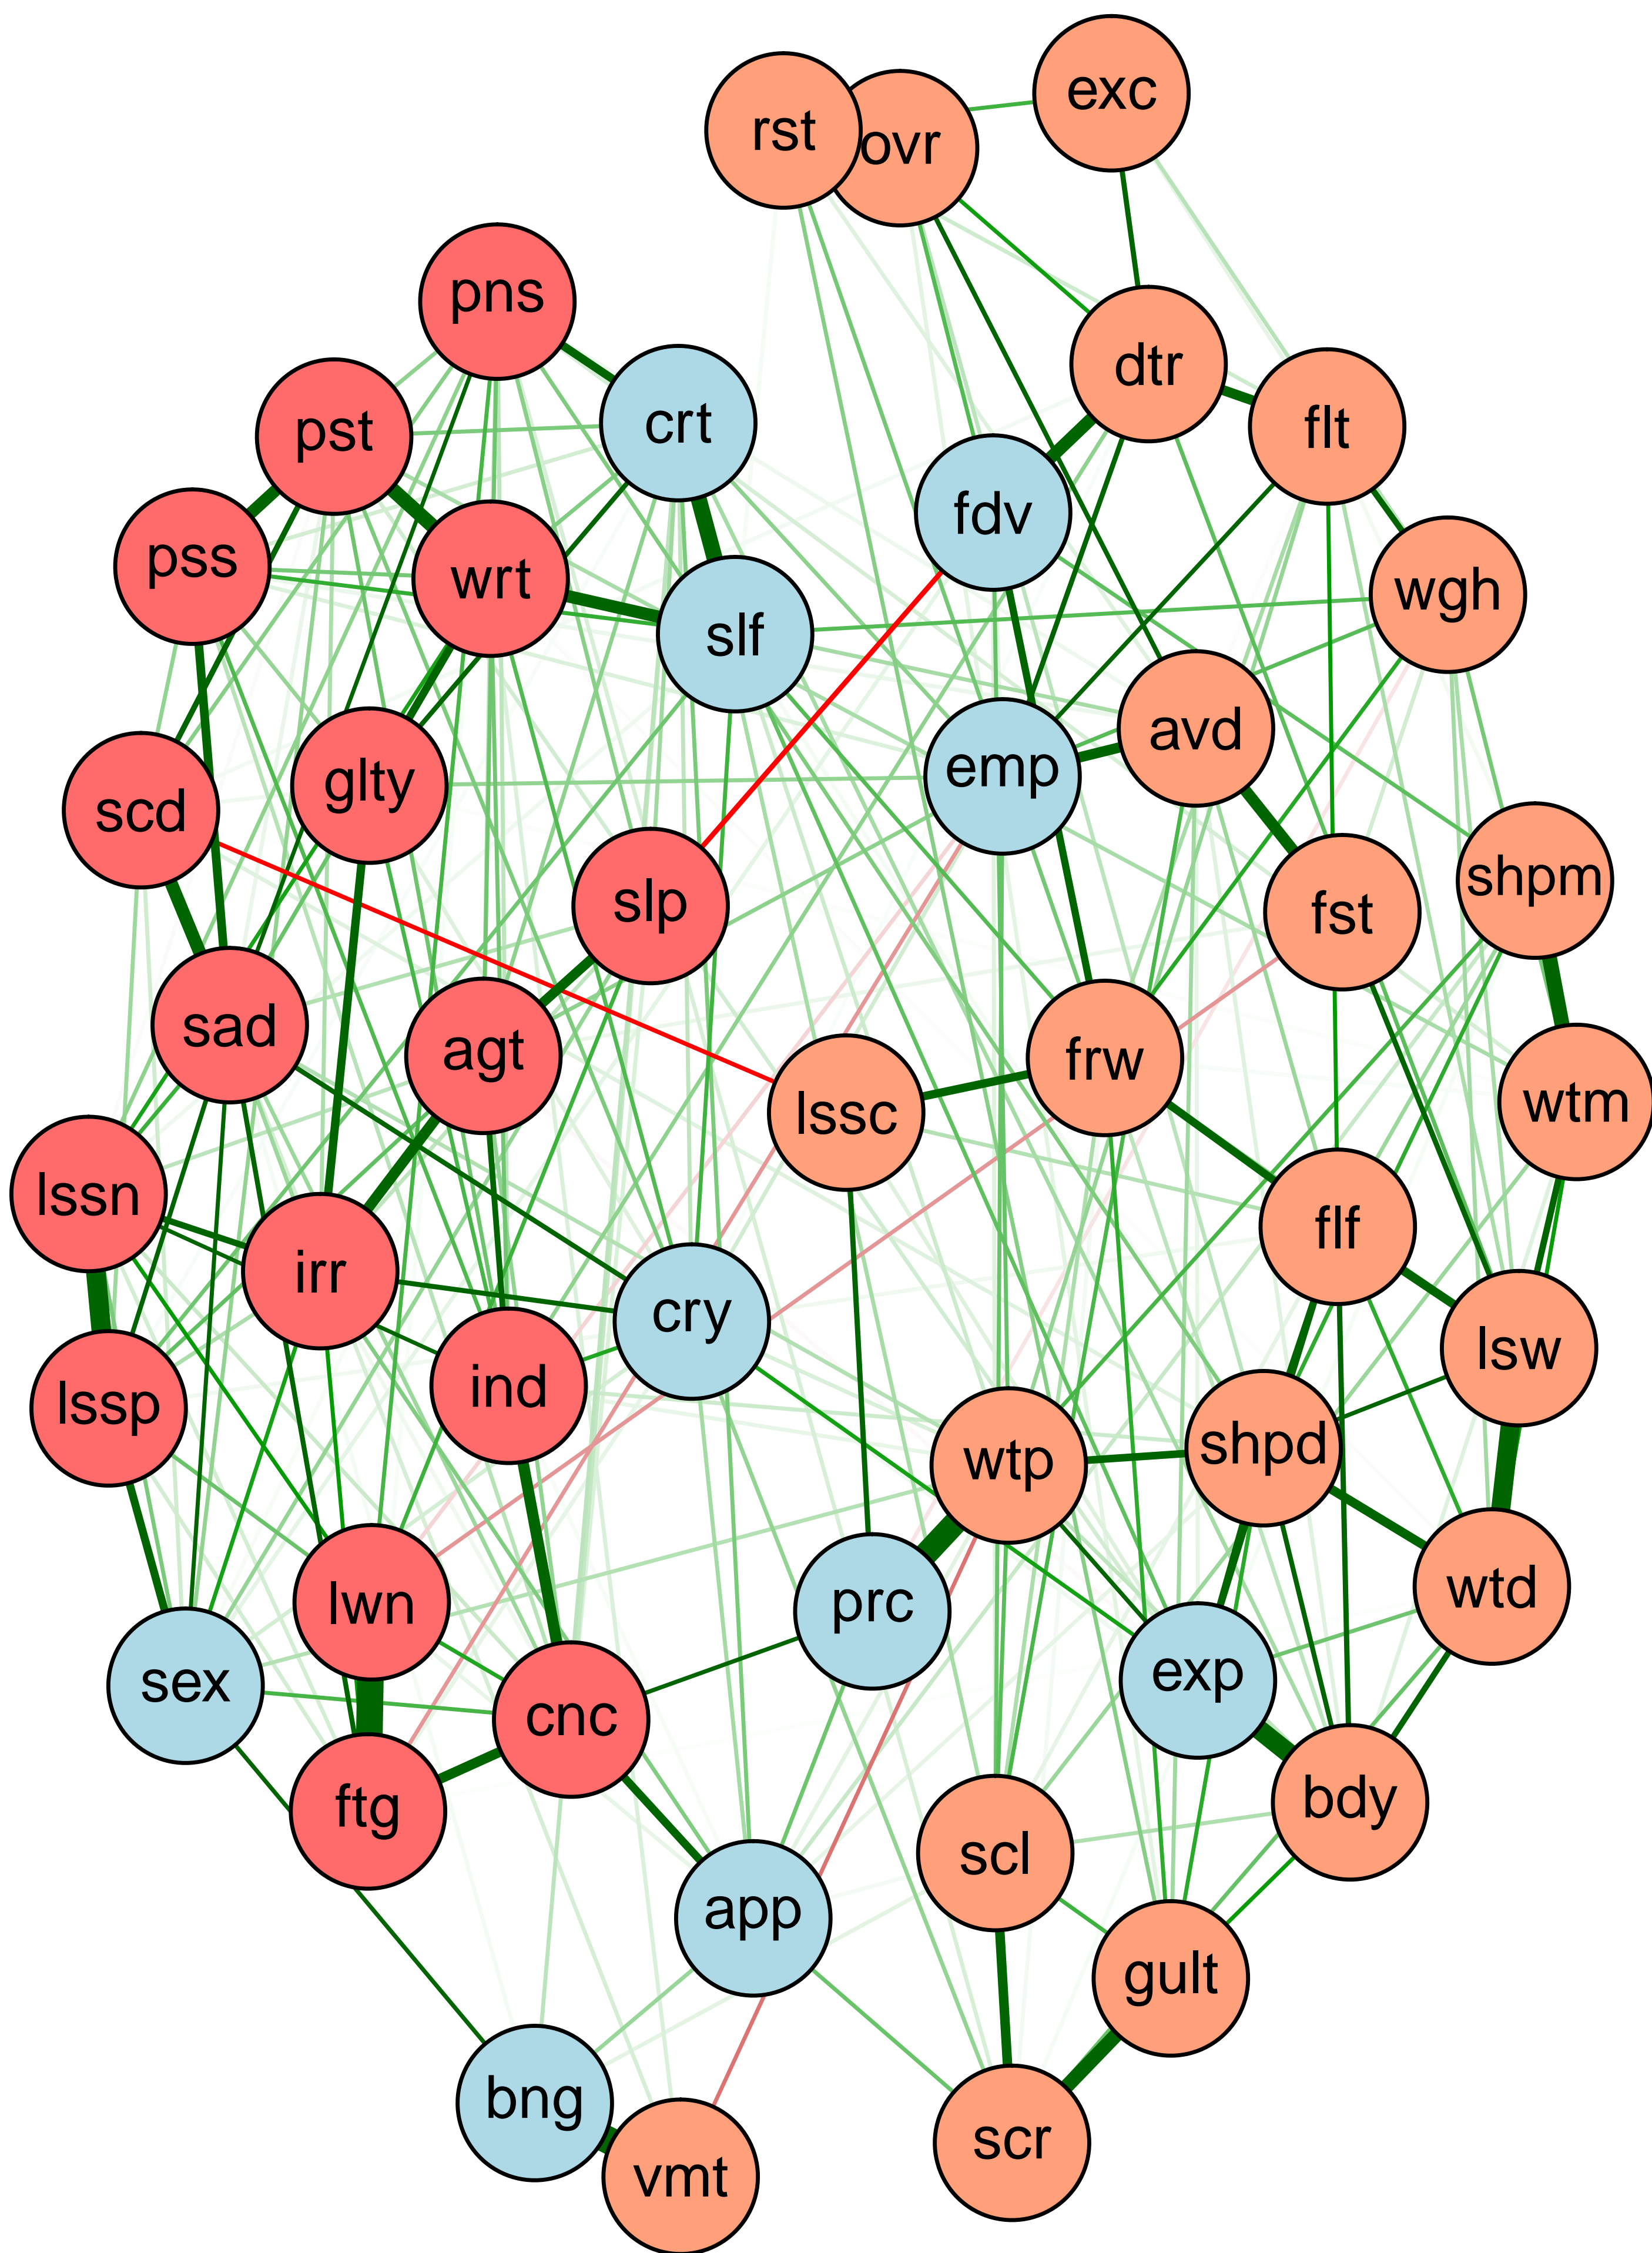 exc
rst
ovr
pns
dtr
crt
flt
pst
fdv
pss
wrt
wgh
slf
avd
emp
glty
scd
shpm
slp
fst
sad
agt
frw
wtm
lssc
lssn
flf
irr
cry
lsw
ind
lssp
shpd
wtp
wtd
lwn
prc
exp
sex
cnc
bdy
ftg
scl
app
gult
bng
scr
vmt